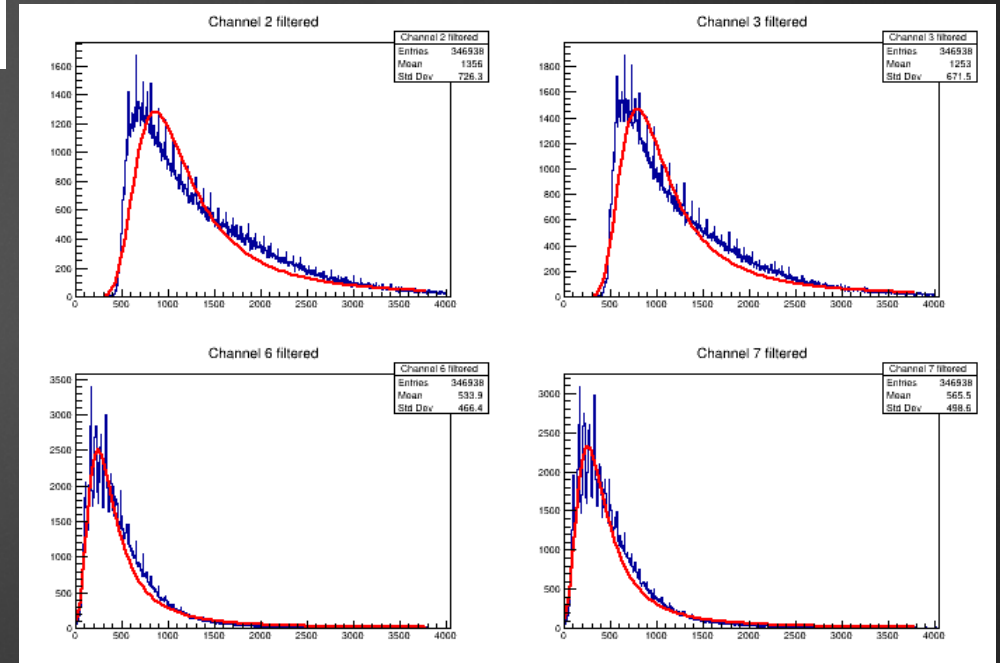 Channel 2 filtered
Channel 2 filtered
Entries 346938
Mean 1356
Std Dev 726.3
1600
1400
1200
1000
800
600
400
200
0
0 500 1000 1500 2000 2500 3000 3500 4000
Channel 3 filtered
Channel 3 filtered
Entries 346938
Mean 1253
Std Dev 671.5
1800
1600
1400
1200
1000
800
600
400
200
0
0 500 1000 1500 2000 2500 3000 3500 4000
Channel 6 filtered
Channel 6 filtered
Entries 346938
Mean 533.9
Std Dev 466.4
3500
3000
2500
2000
1500
1000
500
0
0 500 1000 1500 2000 2500 3000 3500 4000
Channel 7 filtered
Channel 7 filtered
Entries 346938
Mean 565.5
Std Dev 498.6
3000
2500
2000
1500
1000
500
0
0 500 1000 1500 2000 2500 3000 3500 4000